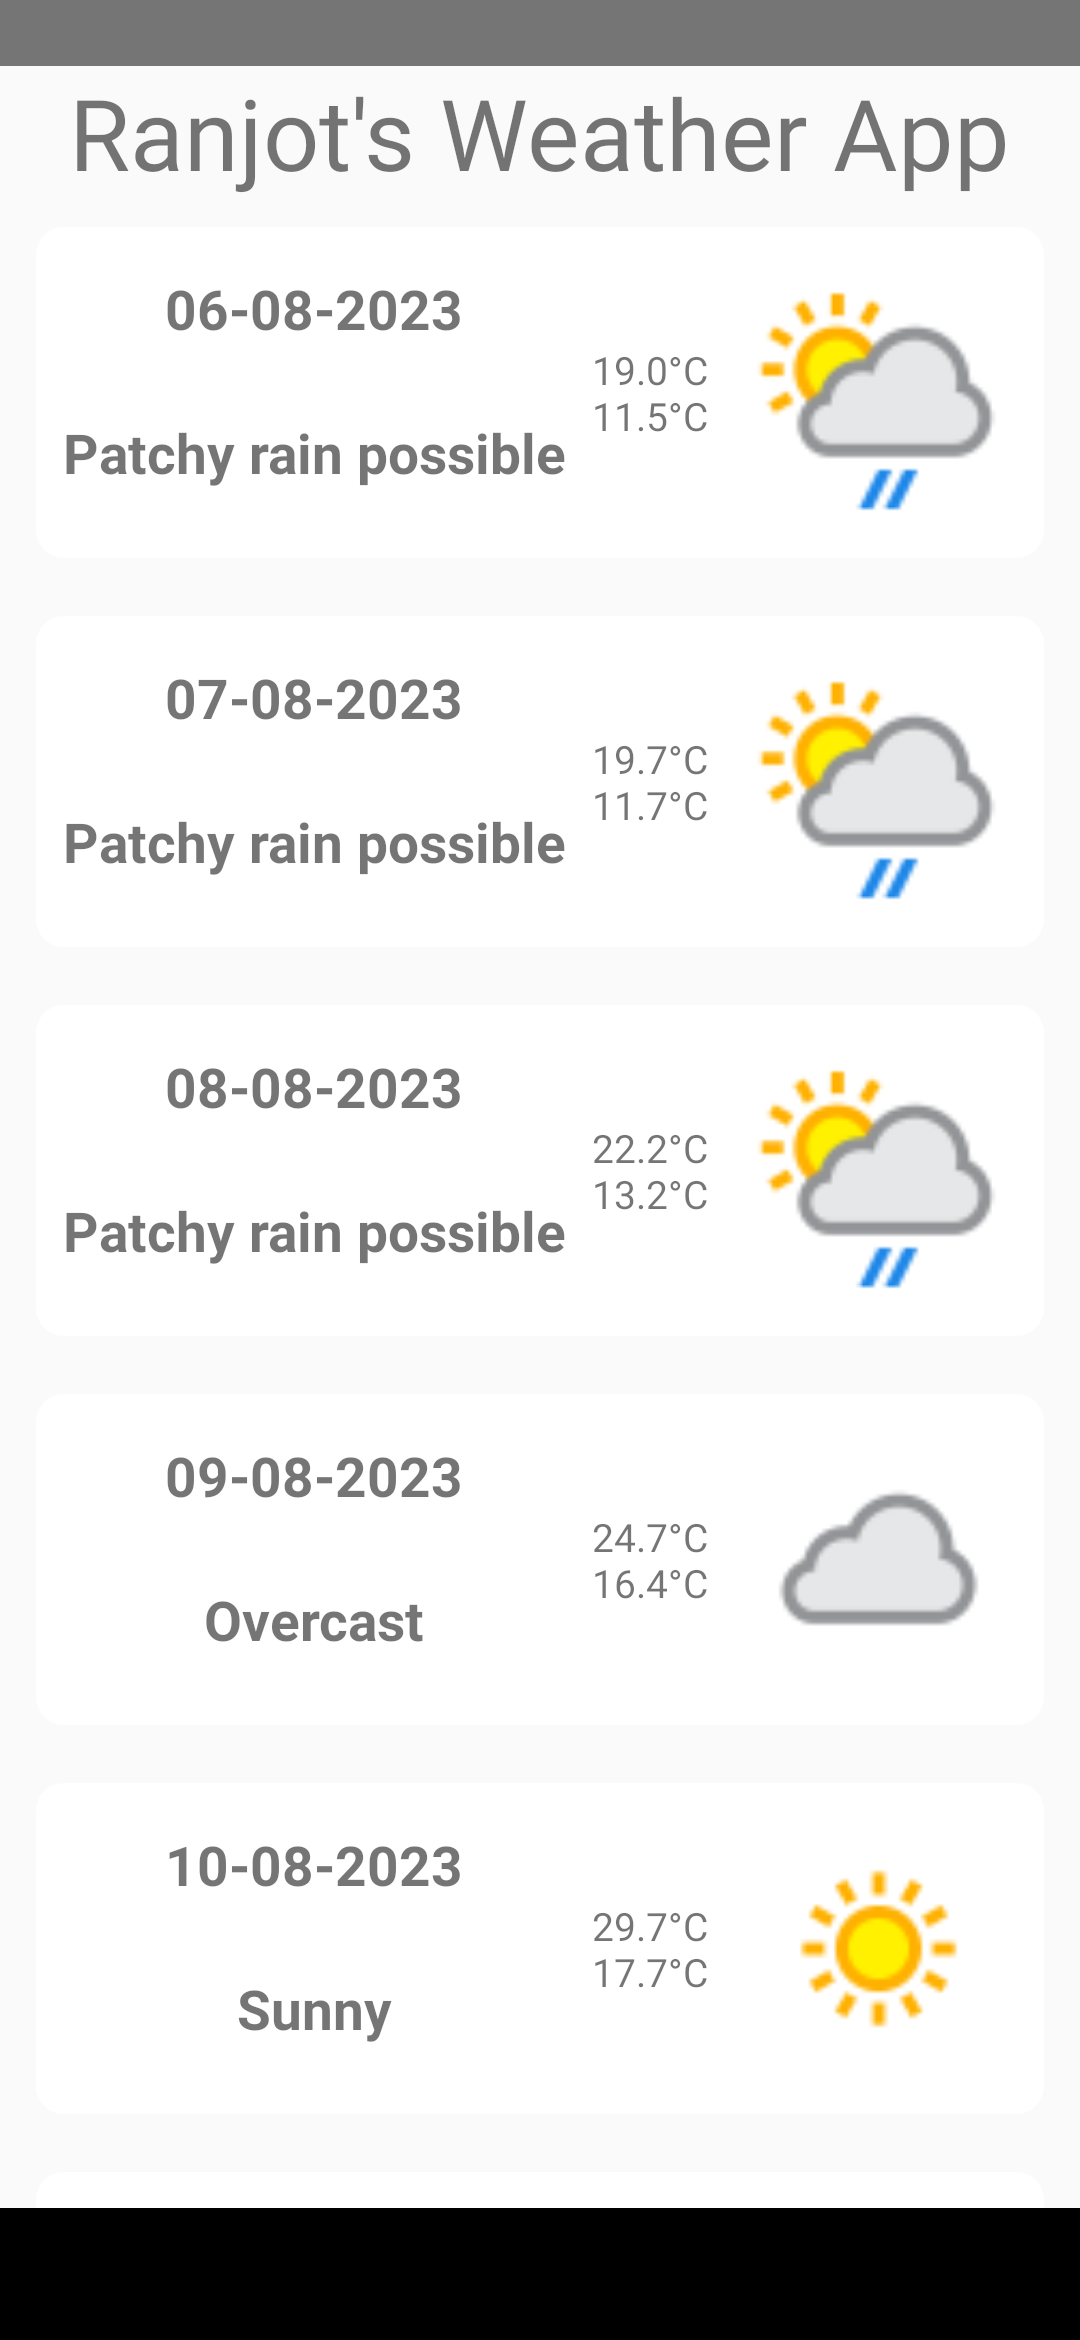 Ranjot's Weather App
06-08-2023
19.0°C
11.5°C
Patchy rain possible
07-08-2023
19.7°C
11.7°C
Patchy rain possible
08-08-2023
22.2°C
13.2°C
Patchy rain possible
09-08-2023
24.7°C
16.4°C
Overcast
10-08-2023
29.7°C
17.7°C
Sunny